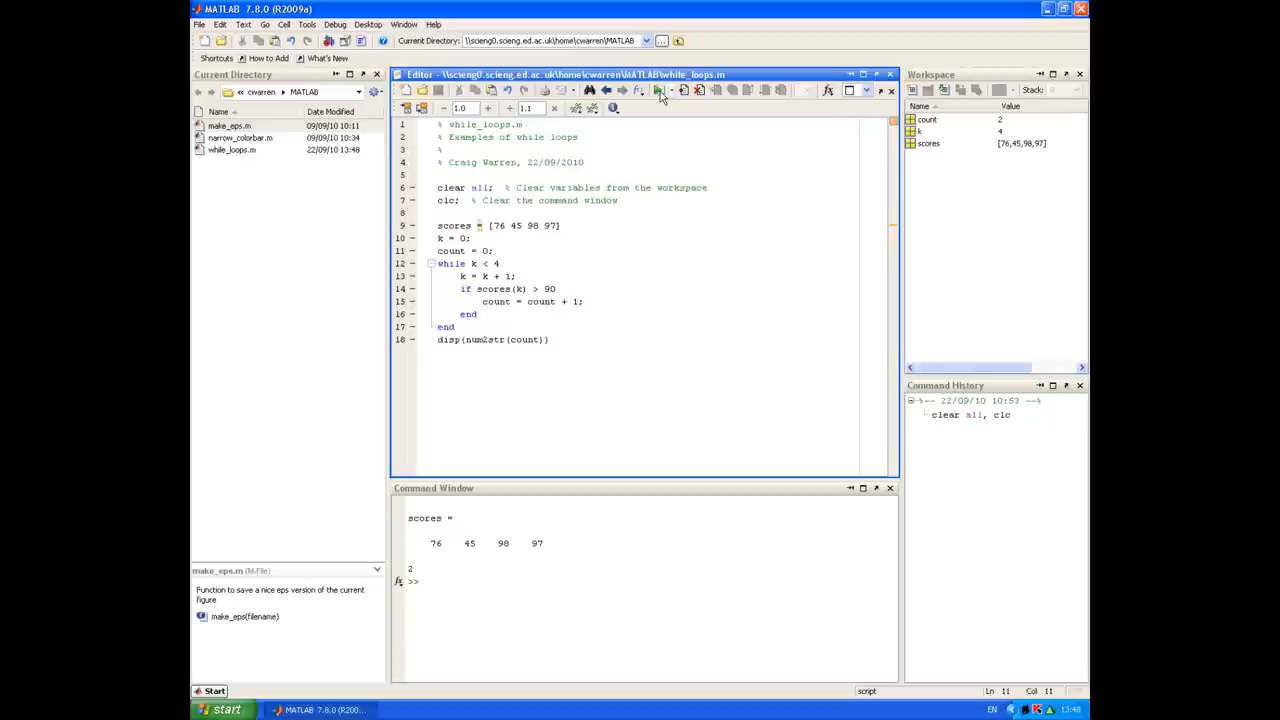 MATLAB 7.8.0 (R2009a)
File Edit Text Go Cell Tools Debug Desktop Window Help
Current Directory: \\scieng0.scieng.ed.ac.uk\home\cwarren\MATLAB
Shortcuts How to Add What's New
Current Directory
cwarren MATLAB
Name Date Modified
make_eps.m 09/09/10 10:11
narrow_colorbar.m 09/09/10 10:34
while_loops.m 22/09/10 13:48
make_eps.m (M-File)
Function to save a nice eps version of the current
figure
make_eps(filename)
Editor - \\scieng0.scieng.ed.ac.uk\home\cwarren\MATLAB\while_loops.m
1.0 1.1
1 % while_loops.m
2 % Examples of while loops
3 %
4 % Craig Warren, 22/09/2010
5
6 clear all; % Clear variables from the workspace
7 clc; % Clear the command window
8
9 scores = [76 45 98 97]
10 k = 0;
11 count = 0;
12 while k < 4
13 k = k + 1;
14 if scores(k) > 90
15 count = count + 1;
16 end
17 end
18 disp(num2str(count))
Command Window
scores =
76 45 98 97
2
>>
Workspace
Stack:
Name Value
count 2
k 4
scores [76,45,98,97]
Command History
%-- 22/09/10 10:53 --%
clear all, clc
Start
script Ln 11 Col 11
start MATLAB 7.8.0 (R200... EN 13:48